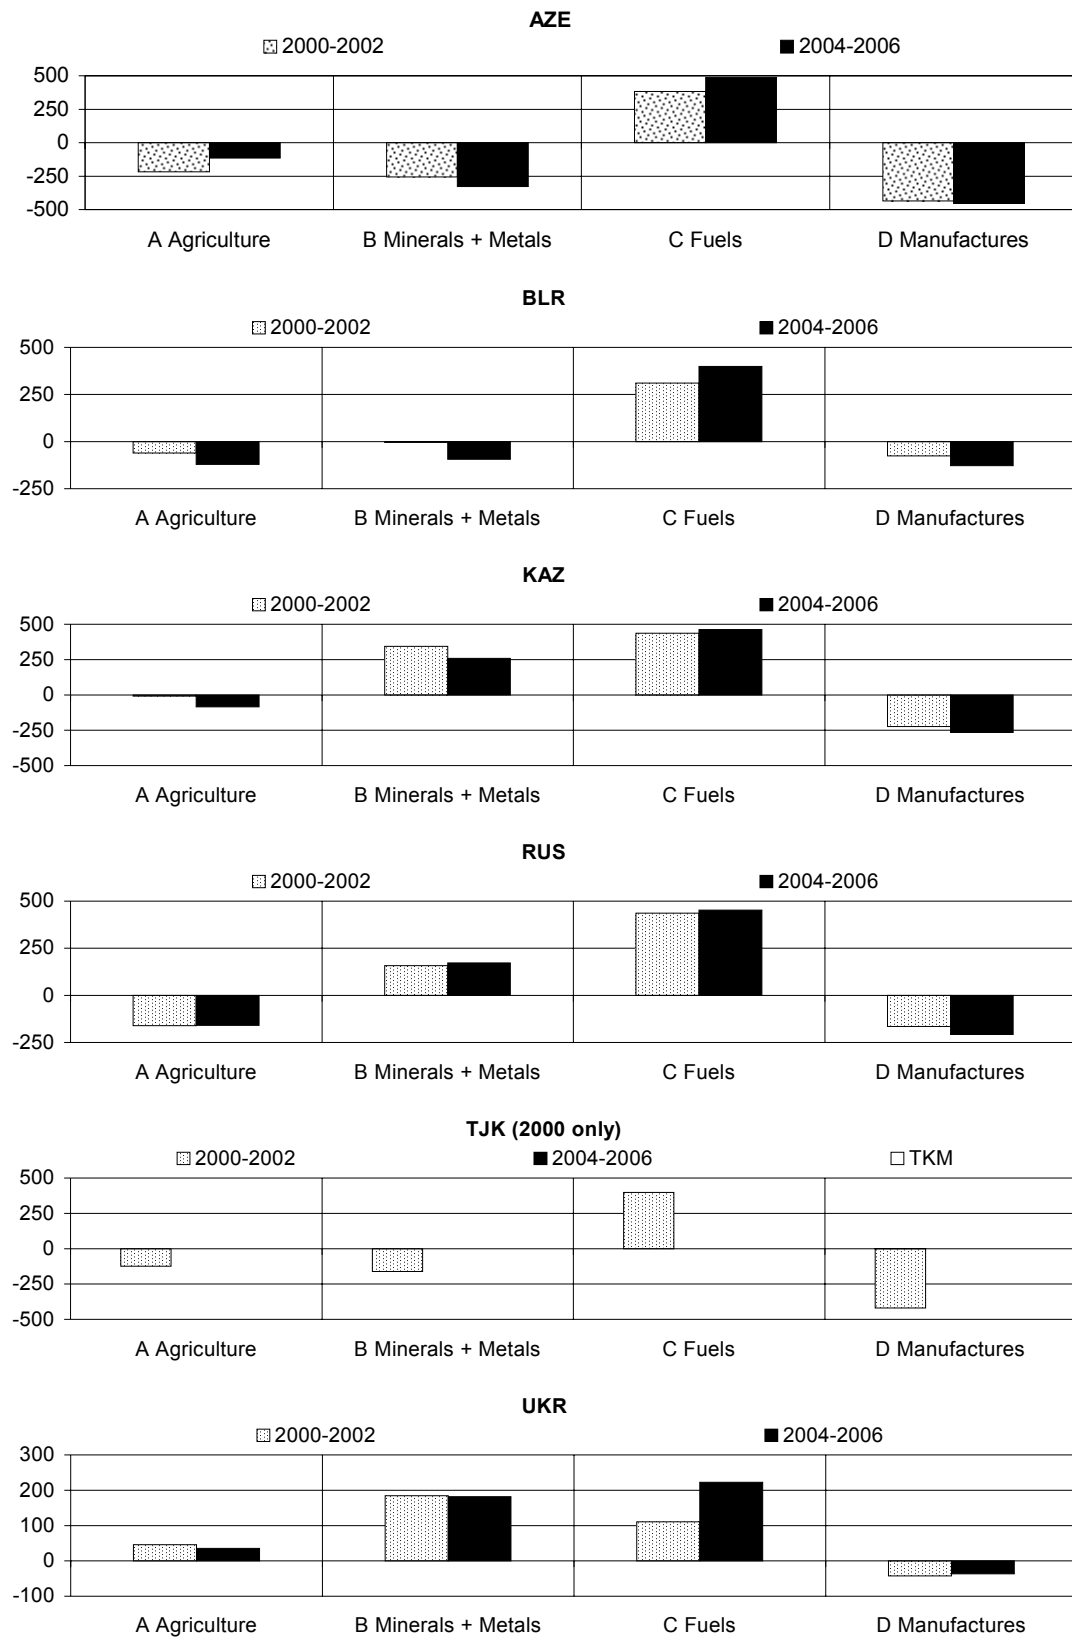 AZE
2000-2002 2004-2006
500
250
0
-250
-500
A Agriculture B Minerals + Metals C Fuels D Manufactures
BLR
2000-2002 2004-2006
500
250
0
-250
A Agriculture B Minerals + Metals C Fuels D Manufactures
KAZ
2000-2002 2004-2006
500
250
0
-250
-500
A Agriculture B Minerals + Metals C Fuels D Manufactures
RUS
2000-2002 2004-2006
500
250
0
-250
A Agriculture B Minerals + Metals C Fuels D Manufactures
TJK (2000 only)
2000-2002 2004-2006 TKM
500
250
0
-250
-500
A Agriculture B Minerals + Metals C Fuels D Manufactures
UKR
2000-2002 2004-2006
300
200
100
0
-100
A Agriculture B Minerals + Metals C Fuels D Manufactures